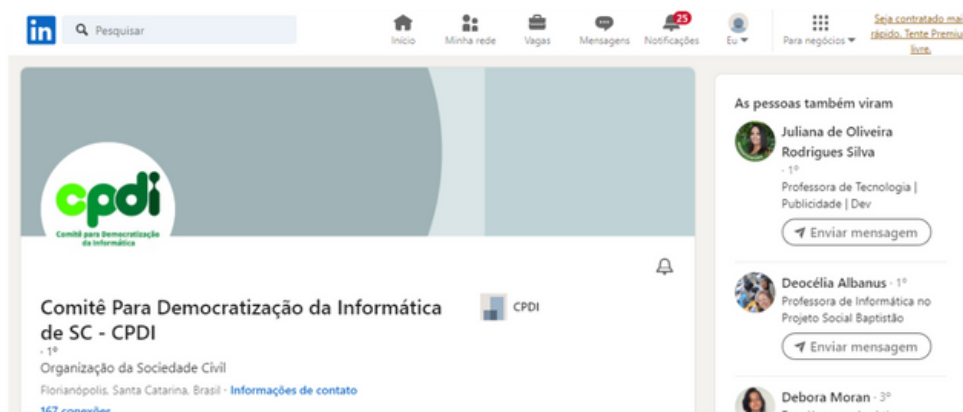 in
Pesquisar
Início
Minha rede
Vagas
Mensagens
25
Notificações
Eu
Para negócios
Seja contratado mai
rápido. Tente Premiu
livre.
cpdi
Comitê para Democratização
da Informática
Comitê Para Democratização da Informática
de SC - CPDI
· 1º
CPDI
Organização da Sociedade Civil
Florianópolis, Santa Catarina, Brasil · Informações de contato
167 conexões
As pessoas também viram
Juliana de Oliveira
Rodrigues Silva
· 1º
Professora de Tecnologia |
Publicidade | Dev
Enviar mensagem
Deocélia Albanus · 1º
Professora de Informática no
Projeto Social Baptistão
Enviar mensagem
Debora Moran · 3º